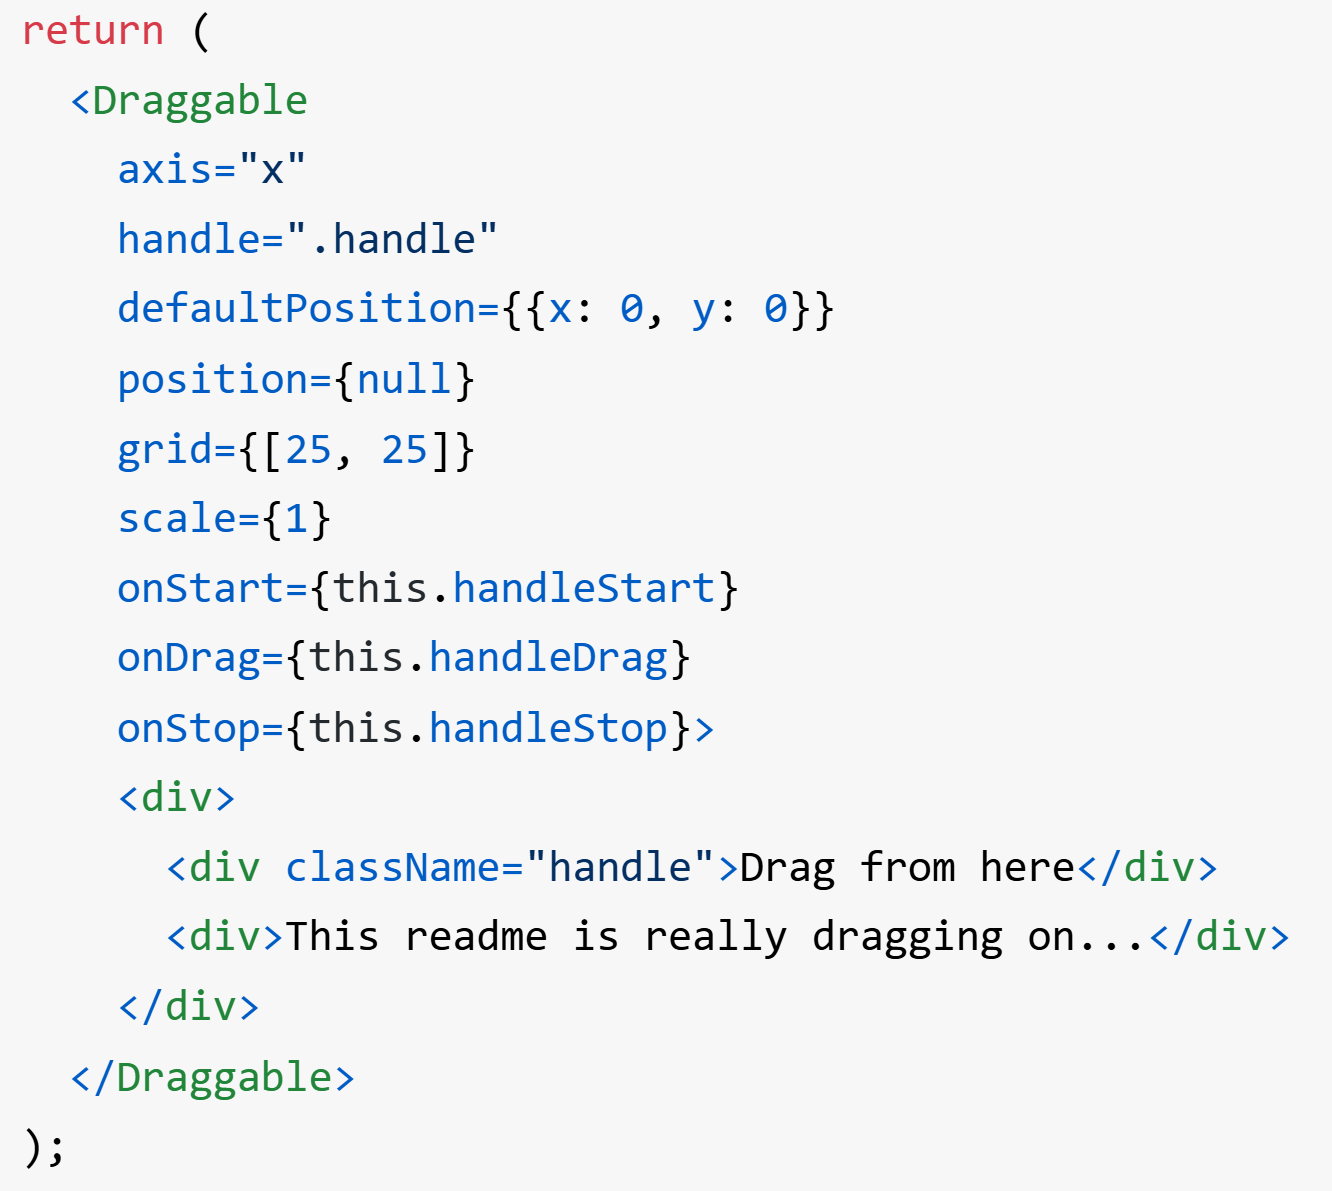 return (
  <Draggable
    axis="x"
    handle=".handle"
    defaultPosition={{x: 0, y: 0}}
    position={null}
    grid={[25, 25]}
    scale={1}
    onStart={this.handleStart}
    onDrag={this.handleDrag}
    onStop={this.handleStop}>
    <div>
      <div className="handle">Drag from here</div>
      <div>This readme is really dragging on...</div>
    </div>
  </Draggable>
);